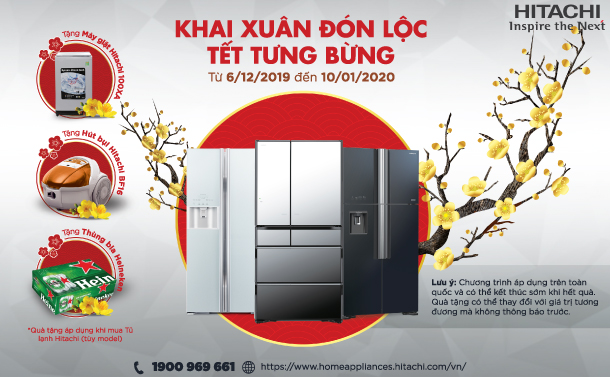 HITACHI
Inspire the Next
KHAI XUÂN ĐÓN LỘC
TẾT TƯNG BỪNG
Từ 6/12/2019 đến 10/01/2020
Tặng Máy giặt Hitachi 100XA
Tặng Hút bụi Hitachi BF16
Tặng Thùng bia Heineken
Hein
*Quà tặng áp dụng khi mua Tủ
lạnh Hitachi (tùy model)
Lưu ý: Chương trình áp dụng trên toàn
quốc và có thể kết thúc sớm khi hết quà.
Quà tặng có thể thay đổi với giá trị tương
đương mà không thông báo trước.
1900 969 661
https://www.homeappliances.hitachi.com/vn/